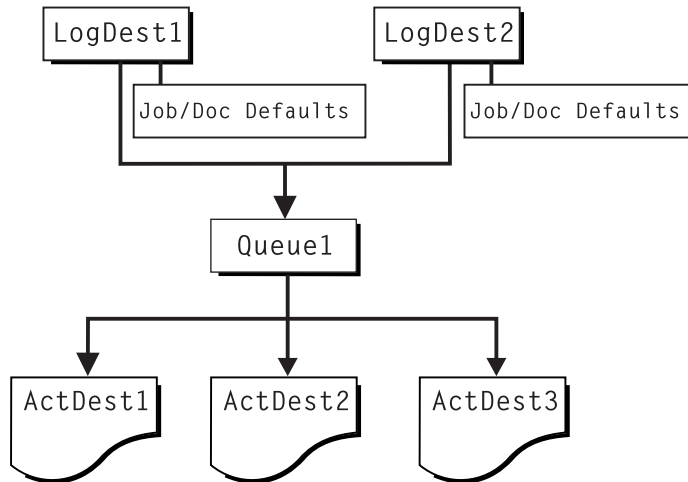 LogDest1
LogDest2
Job/Doc Defaults
Job/Doc Defaults
Queue1
ActDest1
ActDest2
ActDest3